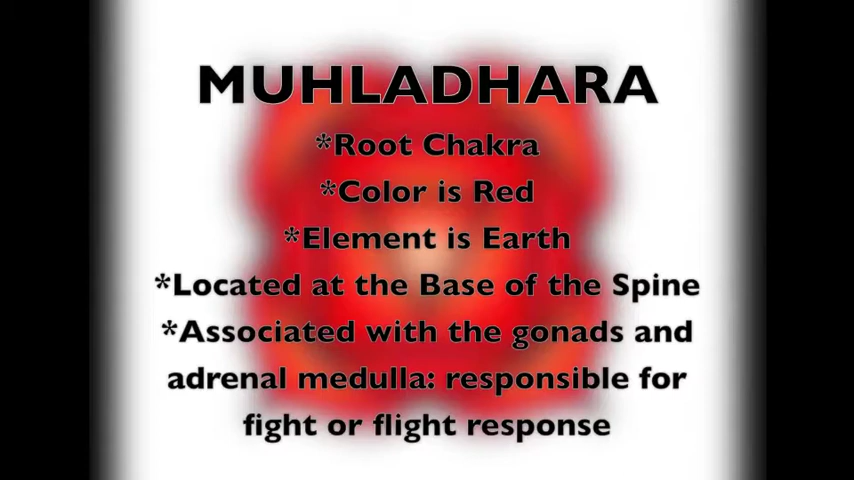 MUHLADHARA
*Root Chakra
*Color is Red
*Element is Earth
*Located at the Base of the Spine
*Associated with the gonads and
adrenal medulla: responsible for
fight or flight response